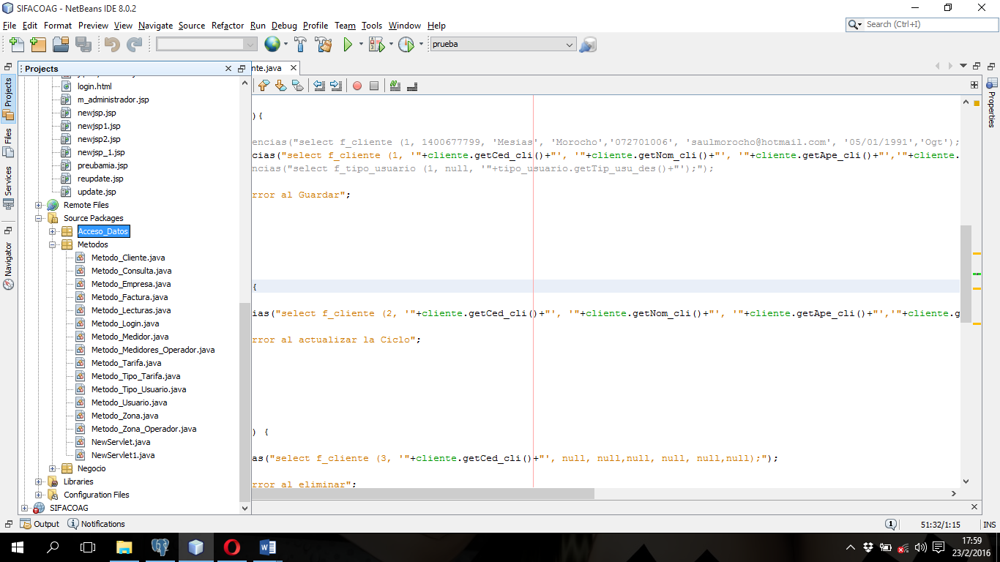 SIFACOAG - NetBeans IDE 8.0.2
File Edit Format Preview View Navigate Source Refactor Run Debug Profile Team Tools Window Help
Search (Ctrl+I)
prueba
Projects
nte.java
Projects
Files
Services
Navigator
Properties
login.html
m_administrador.jsp
newjsp.jsp
newjsp1.jsp
newjsp2.jsp
newjsp_1.jsp
preubamia.jsp
reupdate.jsp
update.jsp
Remote Files
Source Packages
Acceso_Datos
Metodos
Metodo_Cliente.java
Metodo_Consulta.java
Metodo_Empresa.java
Metodo_Factura.java
Metodo_Lecturas.java
Metodo_Login.java
Metodo_Medidor.java
Metodo_Medidores_Operador.java
Metodo_Tarifa.java
Metodo_Tipo_Tarifa.java
Metodo_Tipo_Usuario.java
Metodo_Usuario.java
Metodo_Zona.java
Metodo_Zona_Operador.java
NewServlet.java
NewServlet1.java
Negocio
Libraries
Configuration Files
SIFACOAG
){
encias("select f_cliente (1, 1400677799, 'Mesias', 'Morocho','072701006', 'saulmorocho@hotmail.com', '05/01/1991','Ogt');
cias("select f_cliente (1, '"+cliente.getCed_cli()+"', '"+cliente.getNom_cli()+"', '"+cliente.getApe_cli()+"','"+cliente.
ncias("select f_tipo_usuario (1, null, '"+tipo_usuario.getTip_usu_des()+"');");
rror al Guardar";
{
ias("select f_cliente (2, '"+cliente.getCed_cli()+"', '"+cliente.getNom_cli()+"', '"+cliente.getApe_cli()+"','"+cliente.g
rror al actualizar la Ciclo";
) {
as("select f_cliente (3, '"+cliente.getCed_cli()+"', null, null,null, null, null,null);");
rror al eliminar";
Output
Notifications
1
51:32/1:15
INS
17:59
23/2/2016